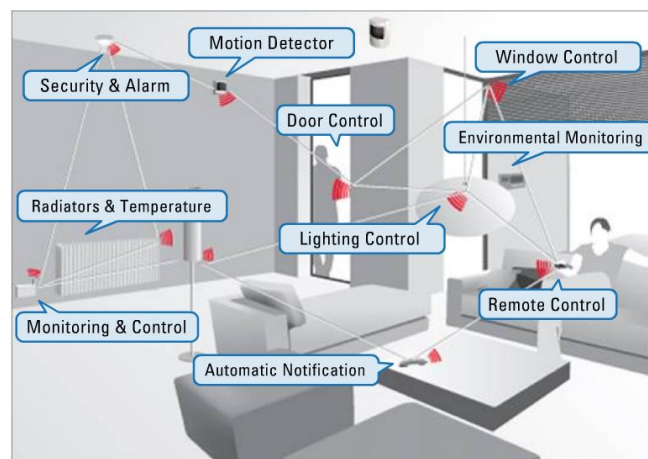 Motion Detector
Window Control
Security & Alarm
Door Control
Environmental Monitoring
Radiators & Temperature
Lighting Control
Remote Control
Monitoring & Control
Automatic Notification